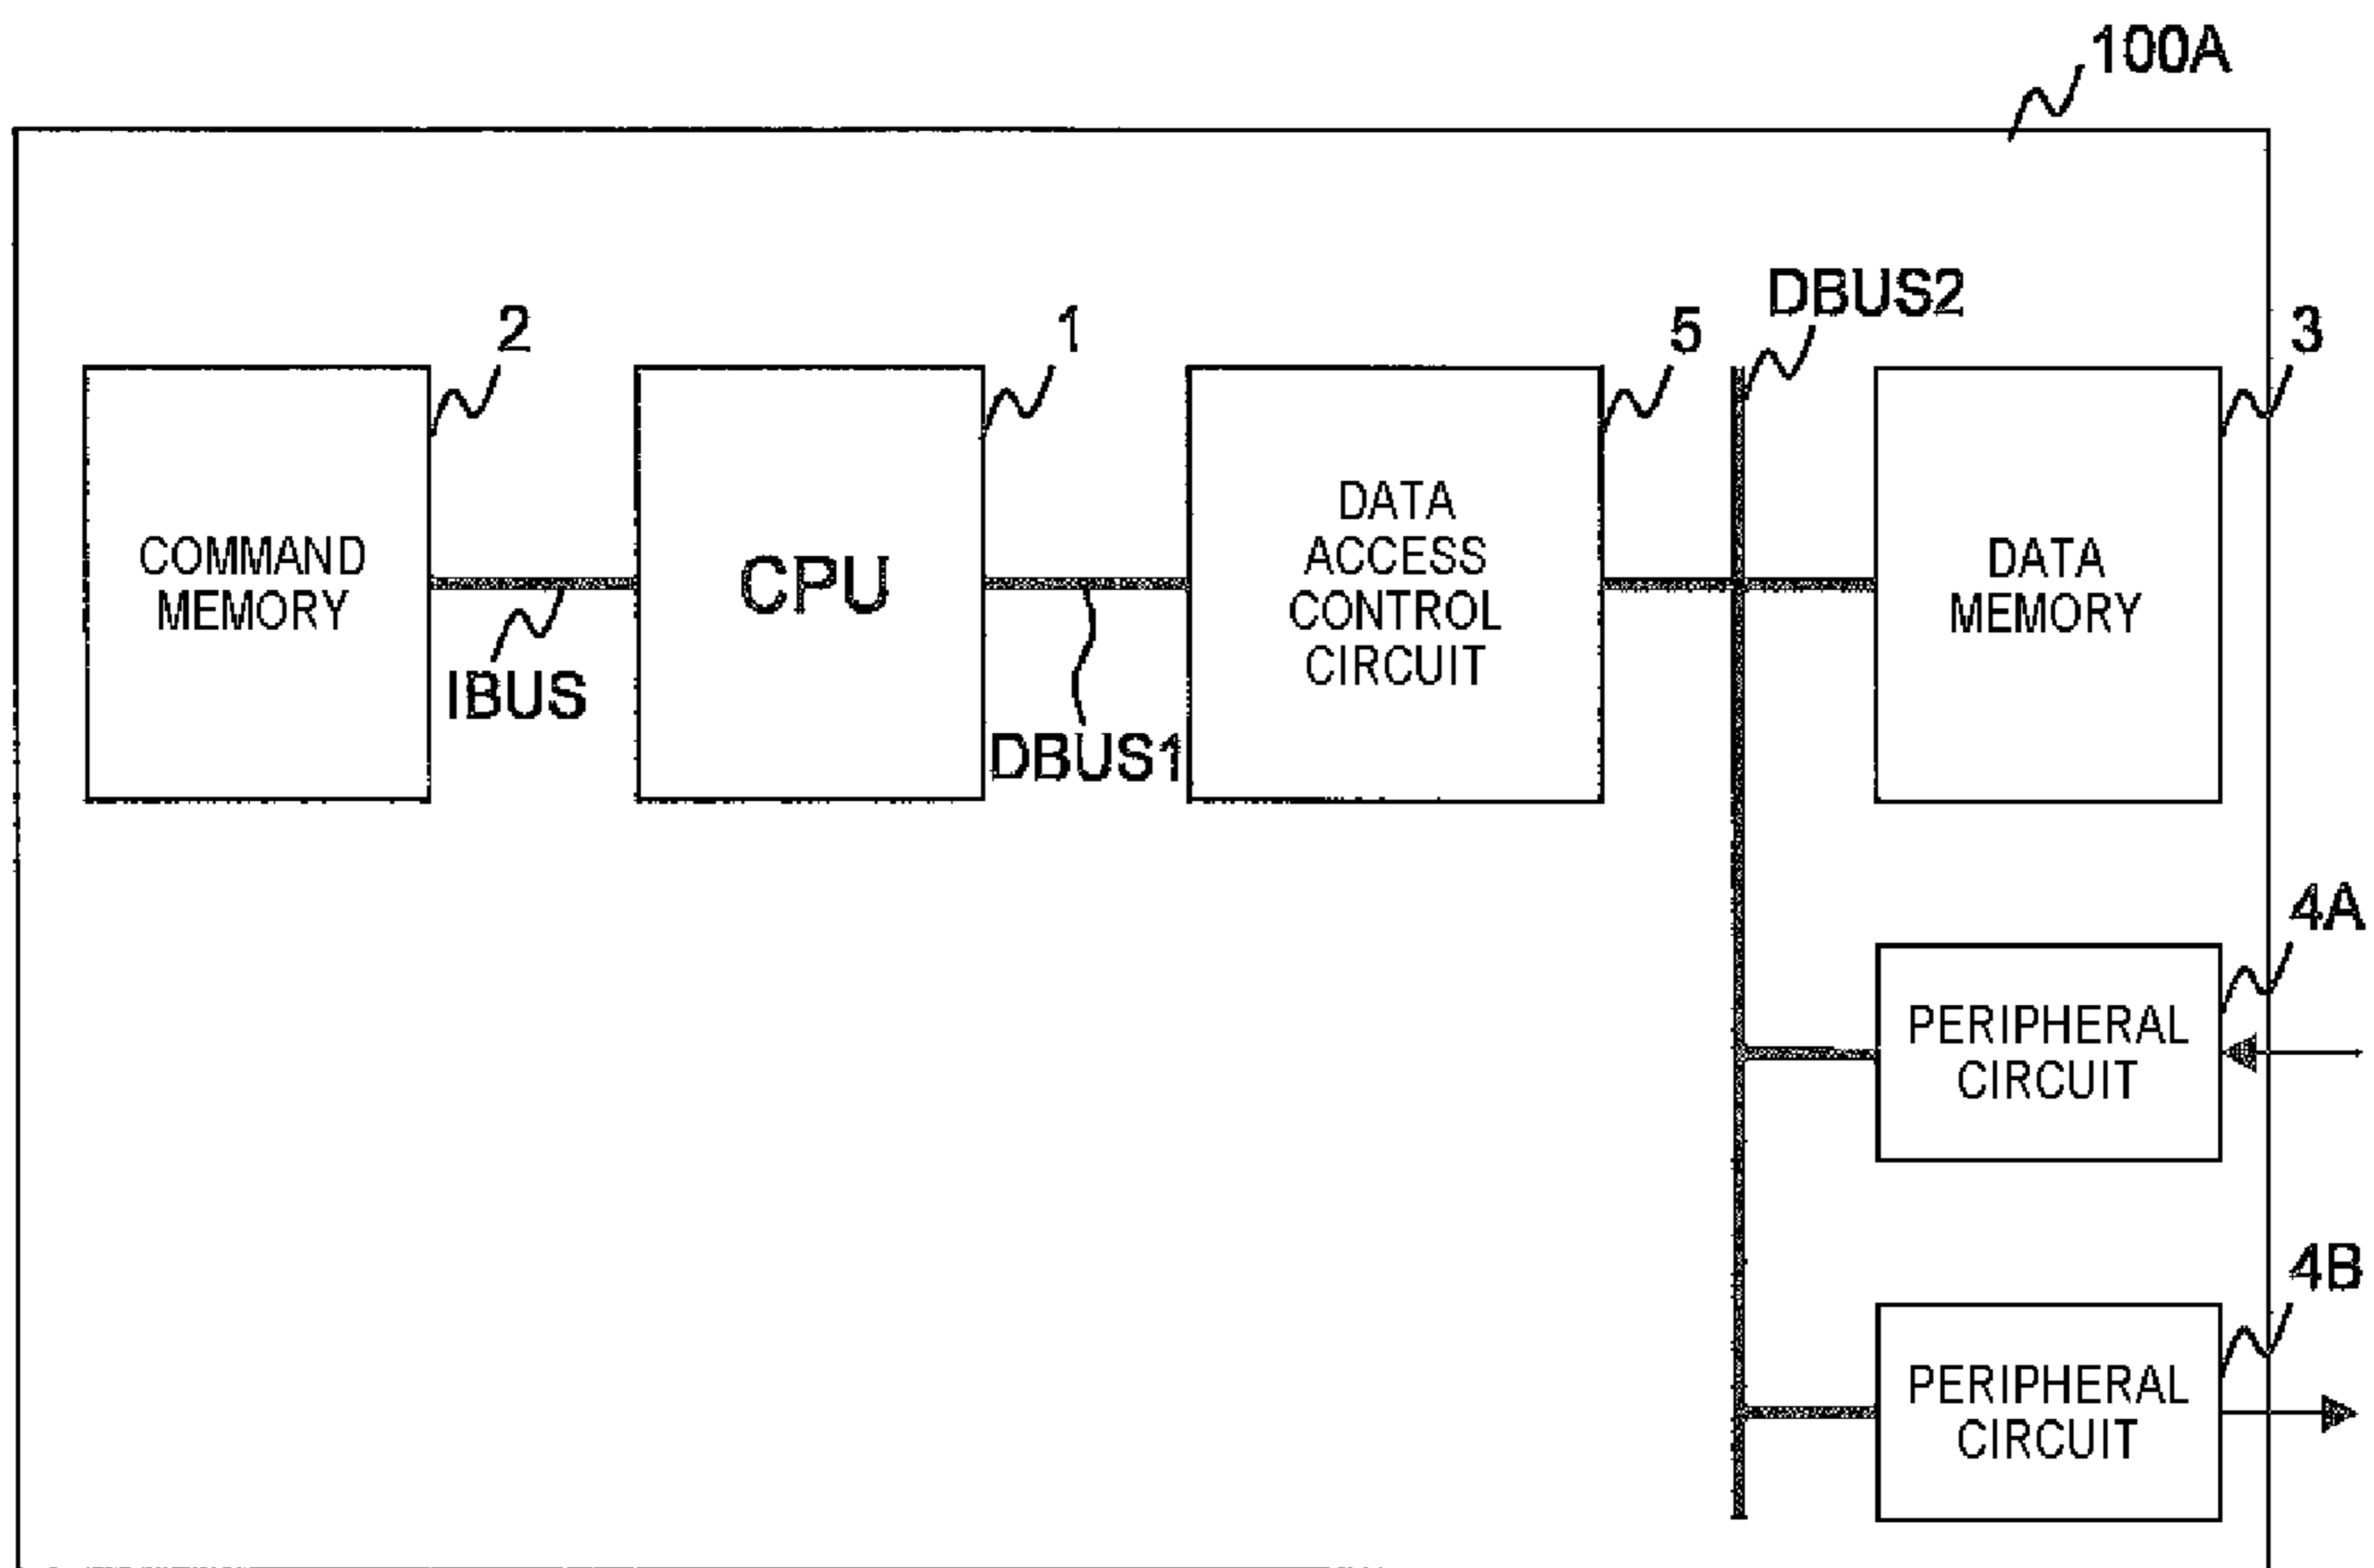 100A
2
1
5
DBUS2
3
COMMAND
MEMORY
CPU
DATA
ACCESS
CONTROL
CIRCUIT
DATA
MEMORY
IBUS
DBUS1
4A
PERIPHERAL
CIRCUIT
4B
PERIPHERAL
CIRCUIT